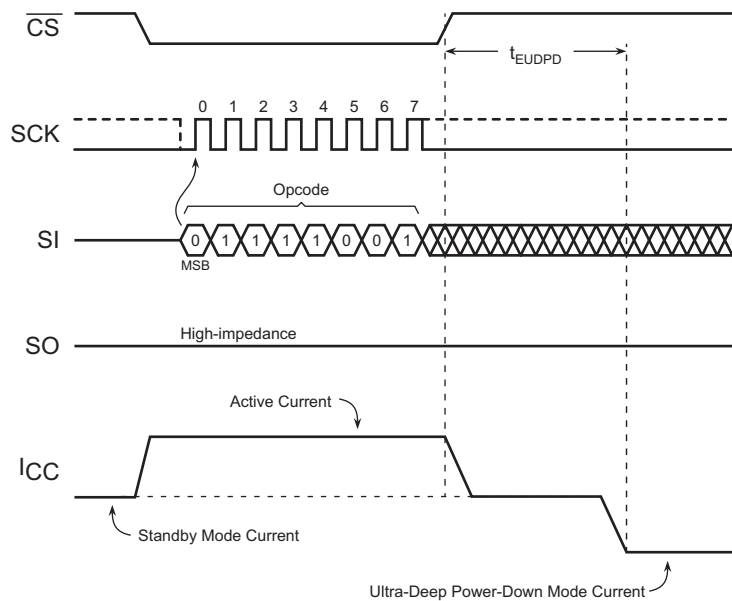 CS
tEUDPD
0 1 2 3 4 5 6 7
SCK
Opcode
SI
0 1 1 1 1 0 0 1
MSB
High-impedance
SO
Active Current
ICC
Standby Mode Current
Ultra-Deep Power-Down Mode Current